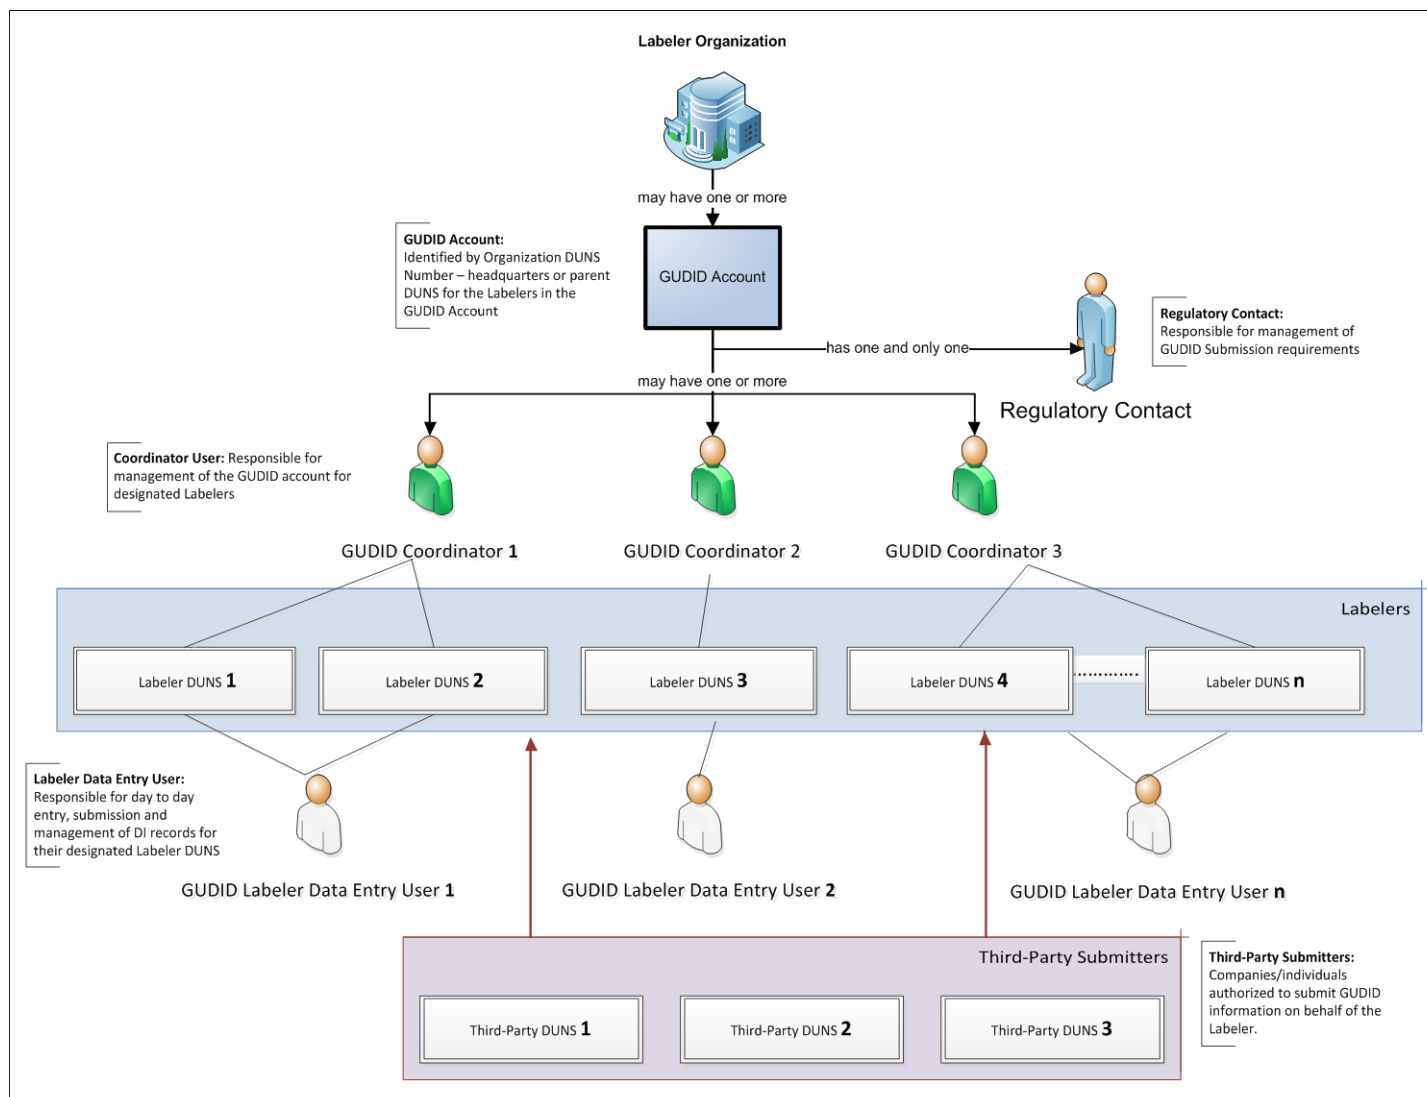 Labeler Organization
may have one or more
GUDID Account:
Identified by Organization DUNS
Number – headquarters or parent
DUNS for the Labelers in the
GUDID Account
GUDID Account
Regulatory Contact:
Responsible for management of
GUDID Submission requirements
has one and only one
may have one or more
Regulatory Contact
Coordinator User: Responsible for
management of the GUDID account for
designated Labelers
GUDID Coordinator 1
GUDID Coordinator 2
GUDID Coordinator 3
Labelers
Labeler DUNS 1
Labeler DUNS 2
Labeler DUNS 3
Labeler DUNS 4
.............
Labeler DUNS n
Labeler Data Entry User:
Responsible for day to day
entry, submission and
management of DI records for
their designated Labeler DUNS
GUDID Labeler Data Entry User 1
GUDID Labeler Data Entry User 2
GUDID Labeler Data Entry User n
Third-Party Submitters
Third-Party Submitters:
Companies/individuals
authorized to submit GUDID
information on behalf of the
Labeler.
Third-Party DUNS 1
Third-Party DUNS 2
Third-Party DUNS 3